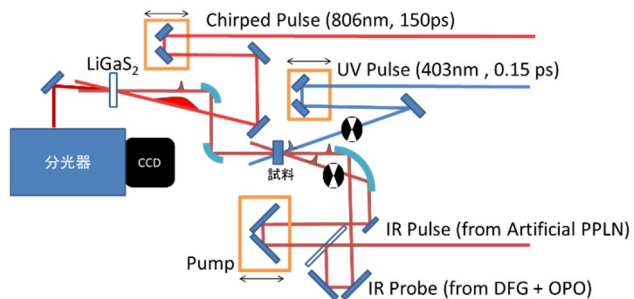 Chirped Pulse (806nm, 150ps)
LiGaS₂
UV Pulse (403nm , 0.15 ps)
分光器
CCD
試料
IR Pulse (from Artificial PPLN)
Pump
IR Probe (from DFG + OPO)